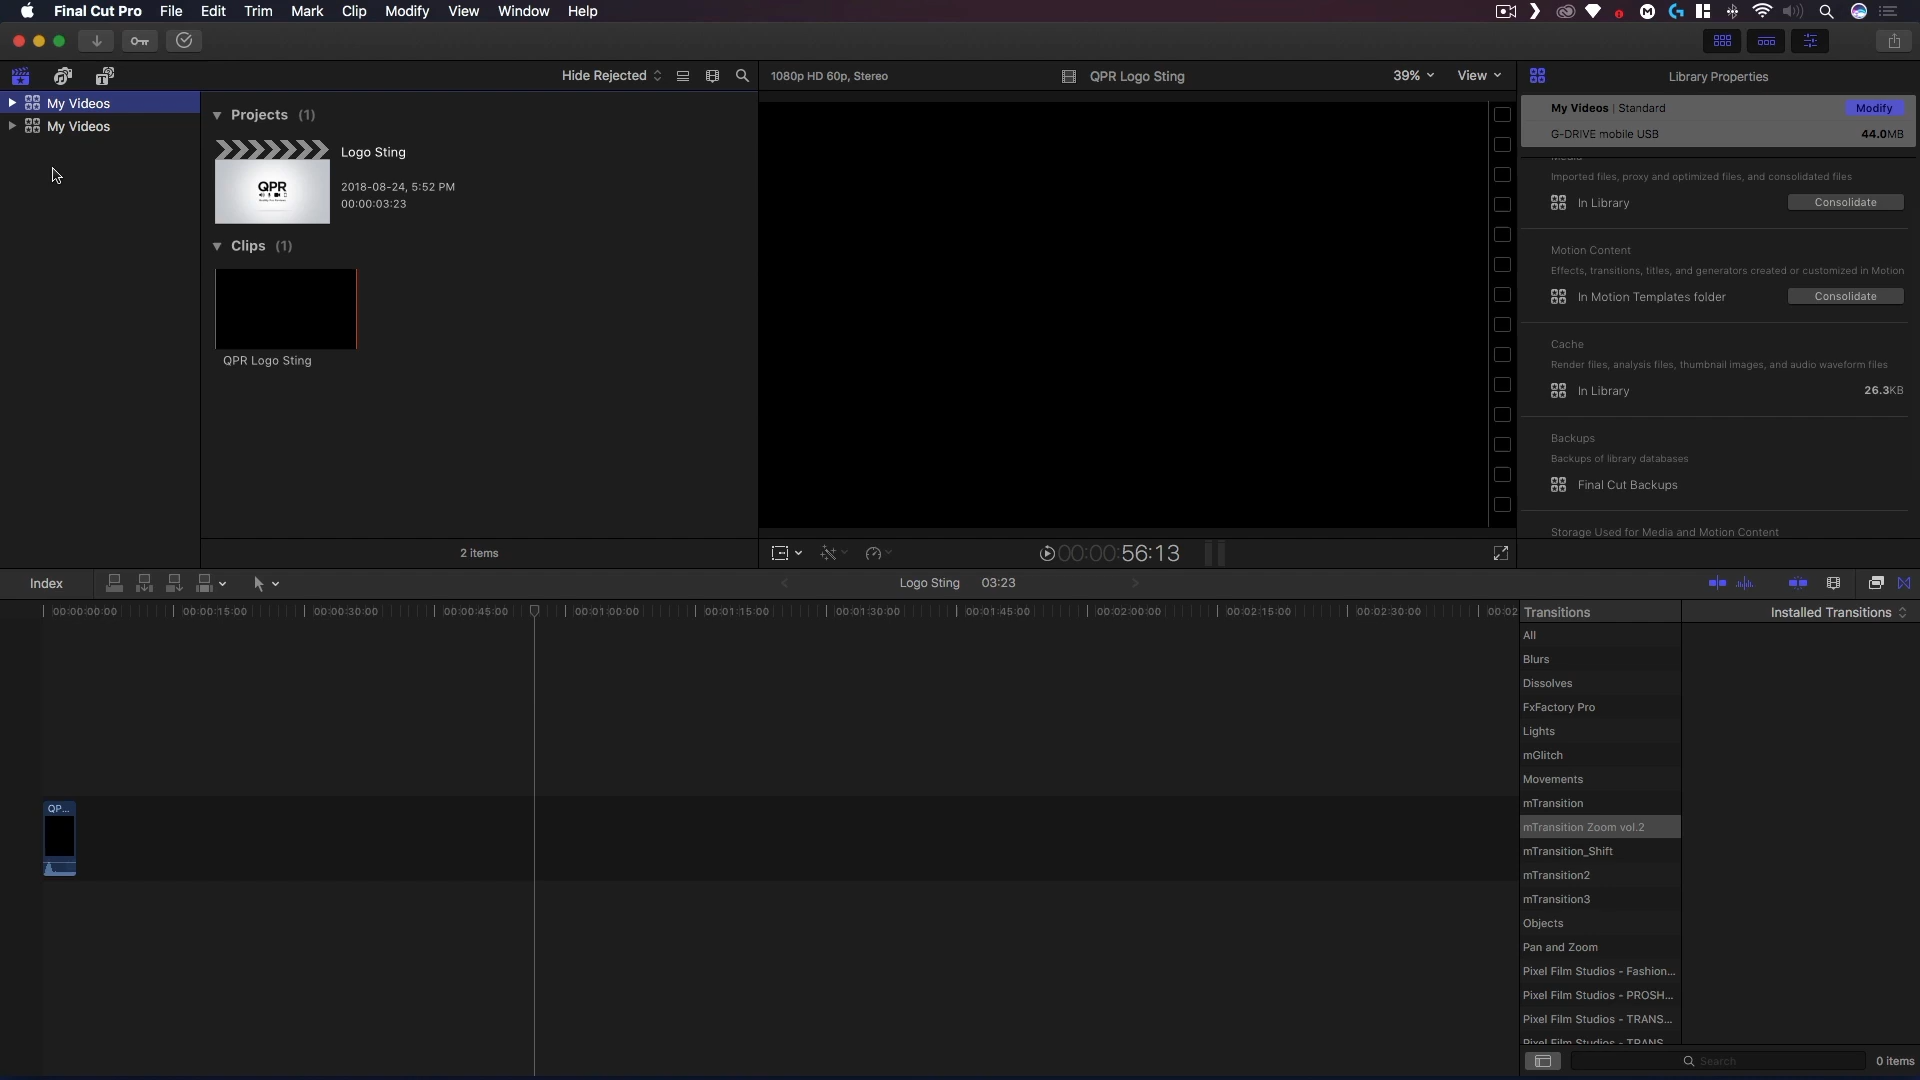 Final Cut Pro File Edit Trim Mark Clip Modify View Window Help
Hide Rejected
1080p HD 60p, Stereo
QPR Logo Sting
39%
View
Library Properties
My Videos
My Videos
Projects (1)
QPR
Logo Sting
2018-08-24, 5:52 PM
00:00:03:23
Clips (1)
QPR Logo Sting
2 items
00:00:56:13
My Videos | Standard
Modify
G-DRIVE mobile USB
44.0MB
Media
Imported files, proxy and optimized files, and consolidated files
In Library
Consolidate
Motion Content
Effects, transitions, titles, and generators created or customized in Motion
In Motion Templates folder
Consolidate
Cache
Render files, analysis files, thumbnail images, and audio waveform files
In Library
26.3KB
Backups
Backups of library databases
Final Cut Backups
Storage Used for Media and Motion Content
Index
Logo Sting 03:23
00:00:00:00 00:00:15:00 00:00:30:00 00:00:45:00 00:01:00:00 00:01:15:00 00:01:30:00 00:01:45:00 00:02:00:00 00:02:15:00 00:02:30:00 00:02
QP...
Transitions
Installed Transitions
All
Blurs
Dissolves
FxFactory Pro
Lights
mGlitch
Movements
mTransition
mTransition Zoom vol.2
mTransition_Shift
mTransition2
mTransition3
Objects
Pan and Zoom
Pixel Film Studios - Fashion...
Pixel Film Studios - PROSH...
Pixel Film Studios - TRANS...
Pixel Film Studios - TRANS
Search
0 items